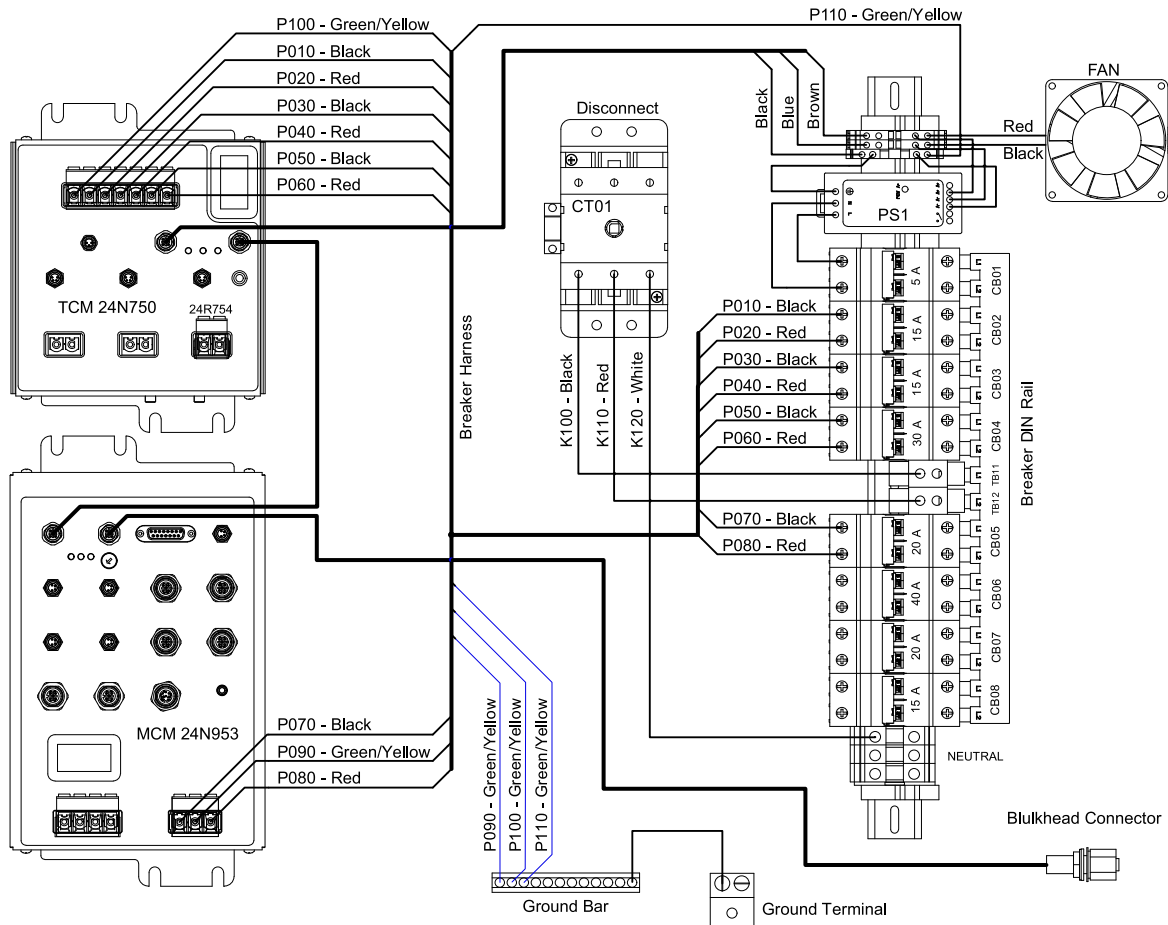 P100 - Green/Yellow
P010 - Black
P020 - Red
P030 - Black
P040 - Red
P050 - Black
P060 - Red
P110 - Green/Yellow
Black
Blue
Brown
FAN
Red
Black
Disconnect
CT01
PS1
TCM 24N750
24R754
Breaker Harness
K100 - Black
K110 - Red
K120 - White
P010 - Black
P020 - Red
P030 - Black
P040 - Red
P050 - Black
P060 - Red
P070 - Black
P080 - Red
5 A
15 A
15 A
30 A
20 A
40 A
20 A
15 A
L1
L2
CB01
CB02
CB03
CB04
TB11
TB12
CB05
CB06
CB07
CB08
Breaker DIN Rail
NEUTRAL
MCM 24N953
P070 - Black
P090 - Green/Yellow
P080 - Red
P090 - Green/Yellow
P100 - Green/Yellow
P110 - Green/Yellow
Ground Bar
Ground Terminal
Blulkhead Connector